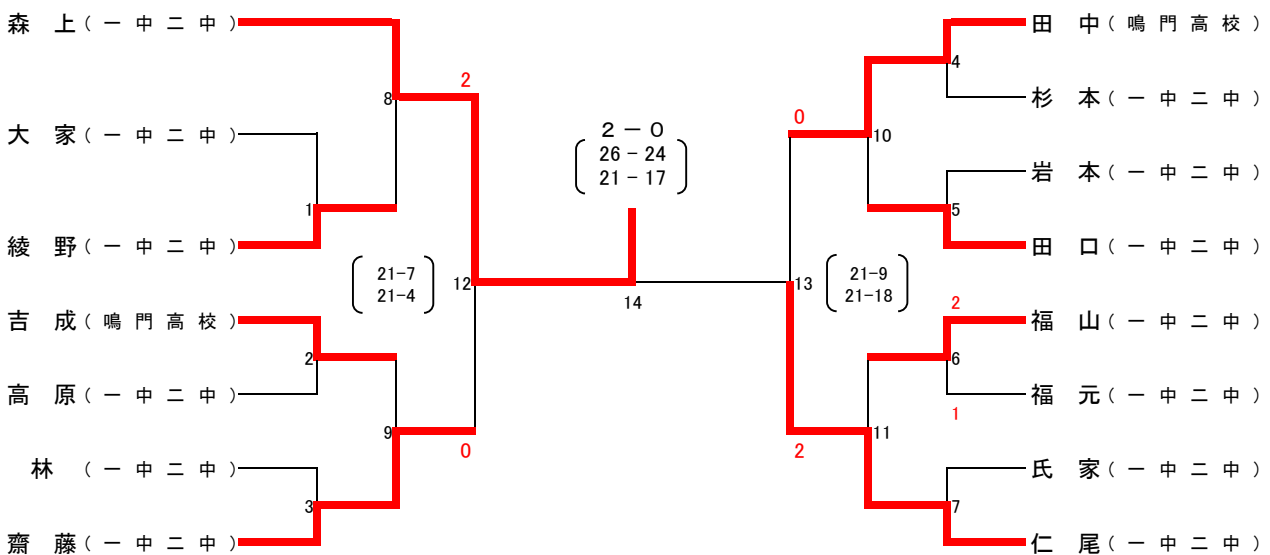 森 上 ( 一 中 二 中 )
大 家 ( 一 中 二 中 )
綾 野 ( 一 中 二 中 )
吉 成 ( 鳴 門 高 校 )
高 原 ( 一 中 二 中 )
林 ( 一 中 二 中 )
齋 藤 ( 一 中 二 中 )
1
2
3
8
9
2
0
12
21-7
21-4
2 － 0
26 - 24
21 - 17
14
0
2
13
21-9
21-18
10
11
4
5
2
6
1
7
田 中 ( 鳴 門 高 校 )
杉 本 ( 一 中 二 中 )
岩 本 ( 一 中 二 中 )
田 口 ( 一 中 二 中 )
福 山 ( 一 中 二 中 )
福 元 ( 一 中 二 中 )
氏 家 ( 一 中 二 中 )
仁 尾 ( 一 中 二 中 )